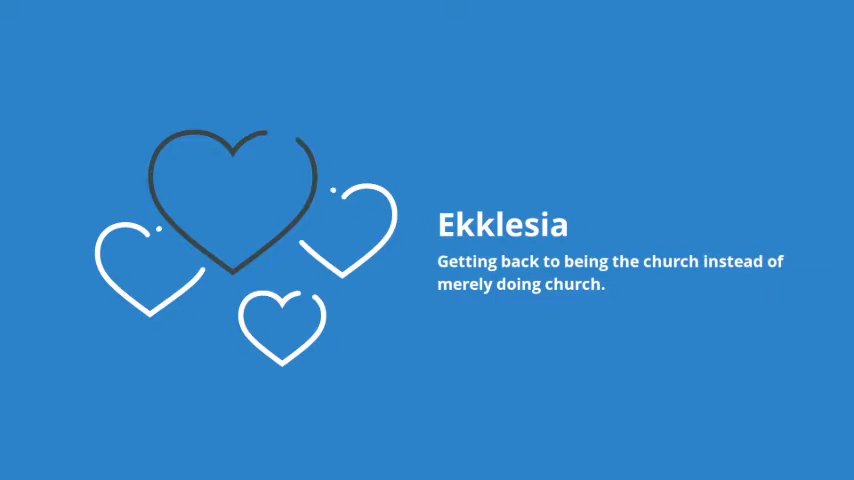 Ekklesia
Getting back to being the church instead of
merely doing church.